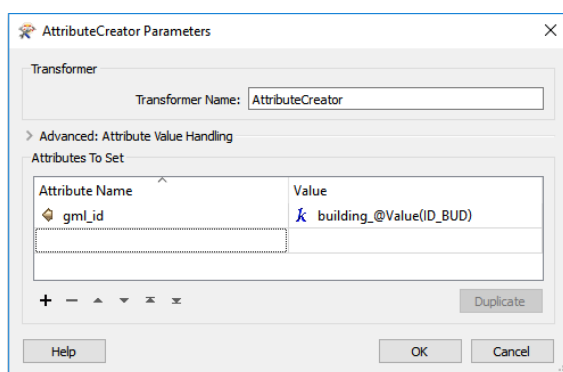 AttributeCreator Parameters
Transformer
Transformer Name: AttributeCreator
Advanced: Attribute Value Handling
Attributes To Set
Attribute Name Value
gml_id k building_@Value(ID_BUD)
Duplicate
Help OK Cancel